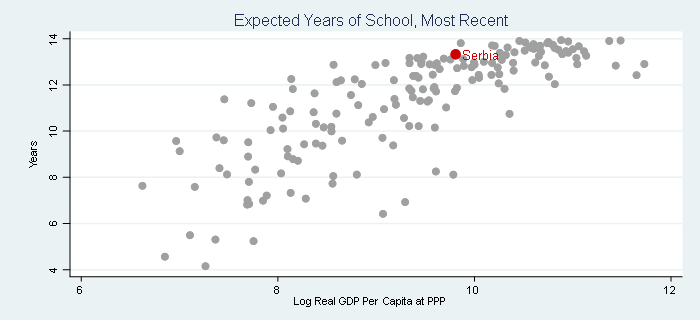 Expected Years of School, Most Recent
14
12
10
8
6
4
Years
Serbia
6
8
10
12
Log Real GDP Per Capita at PPP